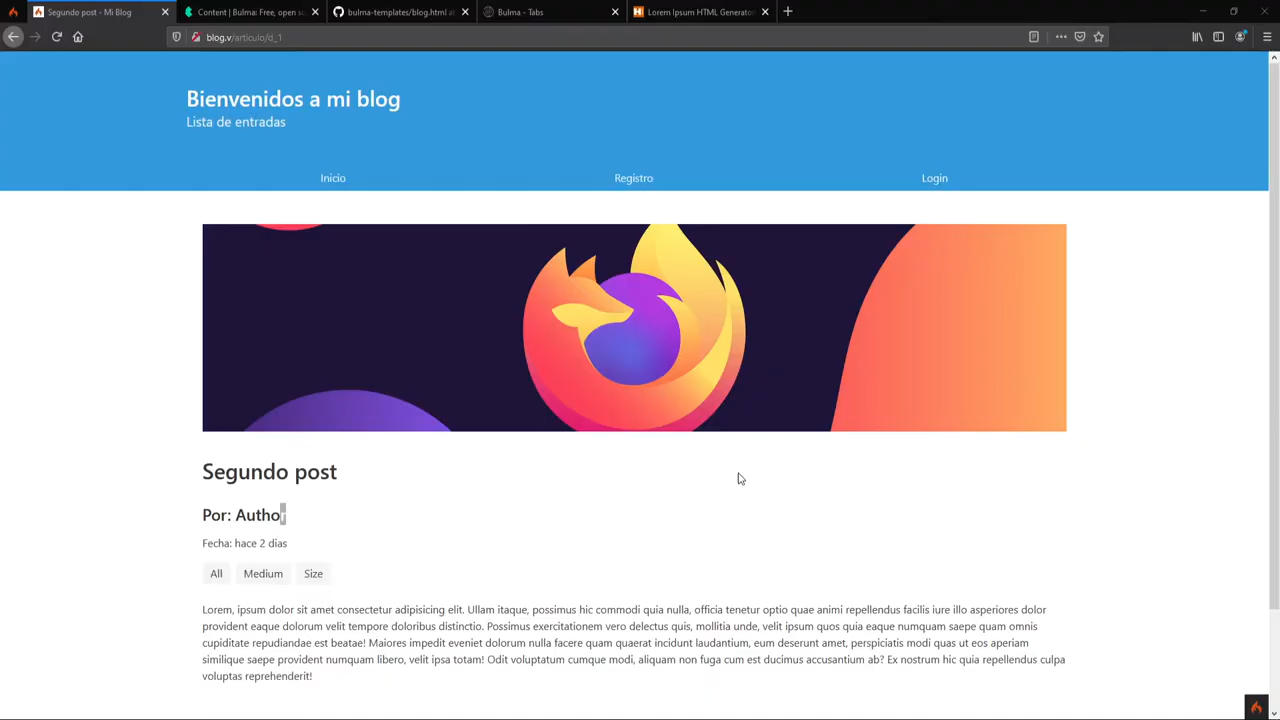 Segundo post - Mi Blog
Content | Bulma: Free, open s
bulma-templates/blog.html at
Bulma - Tabs
Lorem Ipsum HTML Generator
blog.v/articulo/d_1
Bienvenidos a mi blog
Lista de entradas
Inicio Registro Login
Segundo post
Por: Author
Fecha: hace 2 dias
All Medium Size
Lorem, ipsum dolor sit amet consectetur adipisicing elit. Ullam itaque, possimus hic commodi quia nulla, officia tenetur optio quae animi repellendus facilis iure illo asperiores dolor
provident eaque dolorum velit tempore doloribus distinctio. Possimus exercitationem vero delectus quis, mollitia unde, velit ipsum quos quia eaque numquam saepe quam omnis
cupiditate repudiandae est beatae! Maiores impedit eveniet dolorum nulla facere quam quaerat incidunt laudantium, eum deserunt amet, perspiciatis modi quas ut eos aperiam
similique saepe provident numquam libero, velit ipsa totam! Odit voluptatum cumque modi, aliquam non fuga cum est ducimus accusantium ab? Ex nostrum hic quia repellendus culpa
voluptas reprehenderit!